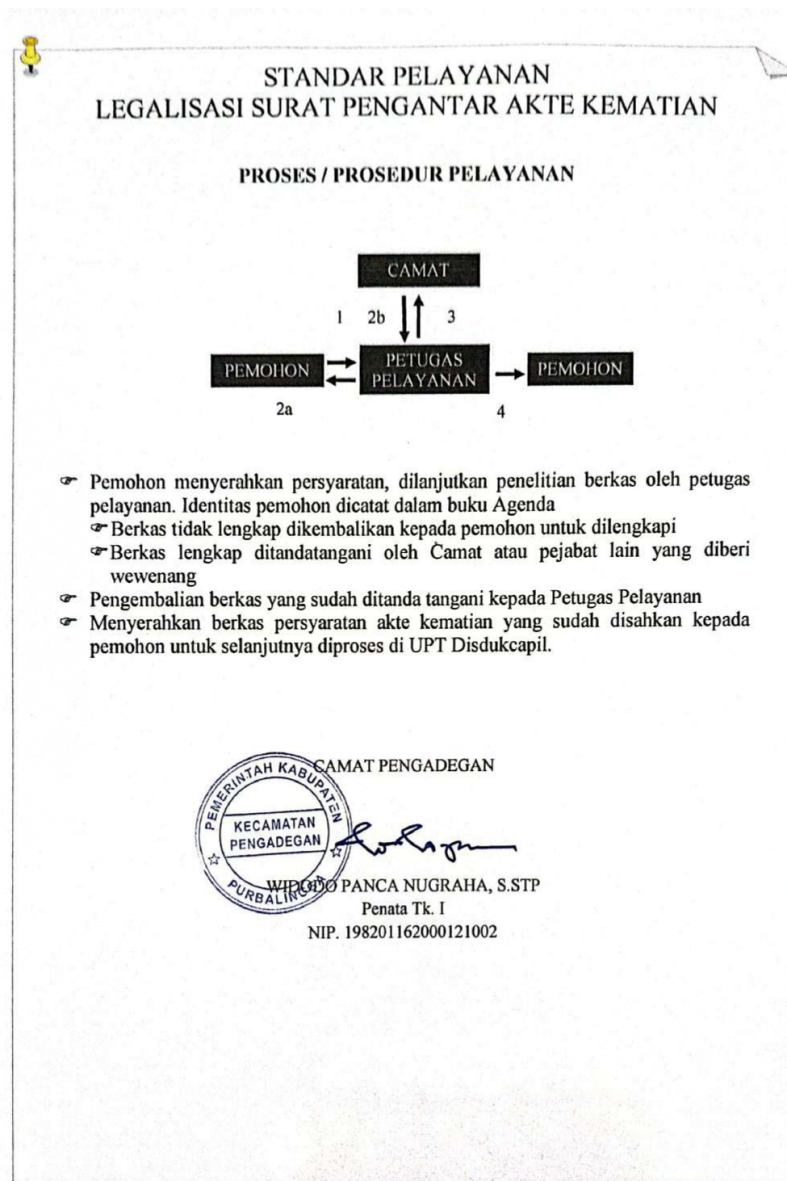 STANDAR PELAYANAN
LEGALISASI SURAT PENGANTAR AKTE KEMATIAN
PROSES / PROSEDUR PELAYANAN
CAMAT
1 2b 3
PEMOHON
PETUGAS
PELAYANAN
PEMOHON
2a
4
☞ Pemohon menyerahkan persyaratan, dilanjutkan penelitian berkas oleh petugas
pelayanan. Identitas pemohon dicatat dalam buku Agenda
☞ Berkas tidak lengkap dikembalikan kepada pemohon untuk dilengkapi
☞ Berkas lengkap ditandatangani oleh Camat atau pejabat lain yang diberi
wewenang
☞ Pengembalian berkas yang sudah ditanda tangani kepada Petugas Pelayanan
☞ Menyerahkan berkas persyaratan akte kematian yang sudah disahkan kepada
pemohon untuk selanjutnya diproses di UPT Disdukcapil.
CAMAT PENGADEGAN
PEMERINTAH KABUPATEN
KECAMATAN
PENGADEGAN
PURBALINGGA
WIDODO PANCA NUGRAHA, S.STP
Penata Tk. I
NIP. 198201162000121002